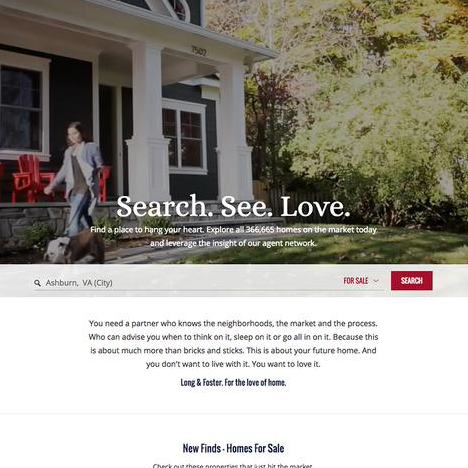 7507
Search. See. Love.
Find a place to hang your heart. Explore all 366,665 homes on the market today
and leverage the insight of our agent network.
Ashburn, VA (City)
FOR SALE
SEARCH
You need a partner who knows the neighborhoods, the market and the process.
Who can advise you when to think on it, sleep on it or go all in on it. Because this
is about much more than bricks and sticks. This is about your future home. And
you don't want to live with it. You want to love it.
Long & Foster. For the love of home.
New Finds - Homes For Sale
Check out these properties that just hit the market